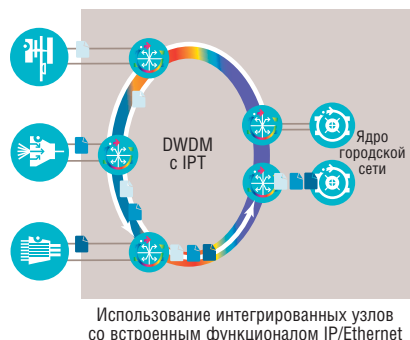 DWDM
с IPT
Ядро
городской
сети
Использование интегрированных узлов
со встроенным функционалом IP/Ethernet